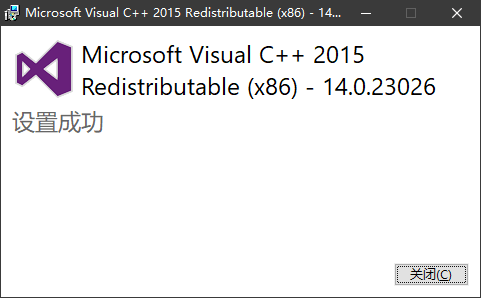 Microsoft Visual C++ 2015 Redistributable (x86) - 14...
Microsoft Visual C++ 2015
Redistributable (x86) - 14.0.23026
设置成功
关闭(C)